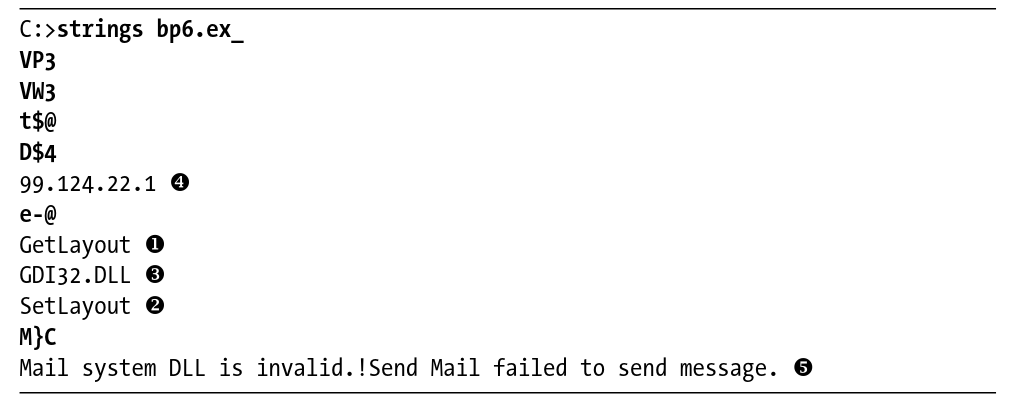 C:>strings bp6.ex_
VP3
VW3
t$@
D$4
99.124.22.1 ❹
e-@
GetLayout ❶
GDI32.DLL ❸
SetLayout ❷
M}C
Mail system DLL is invalid.!Send Mail failed to send message. ❺